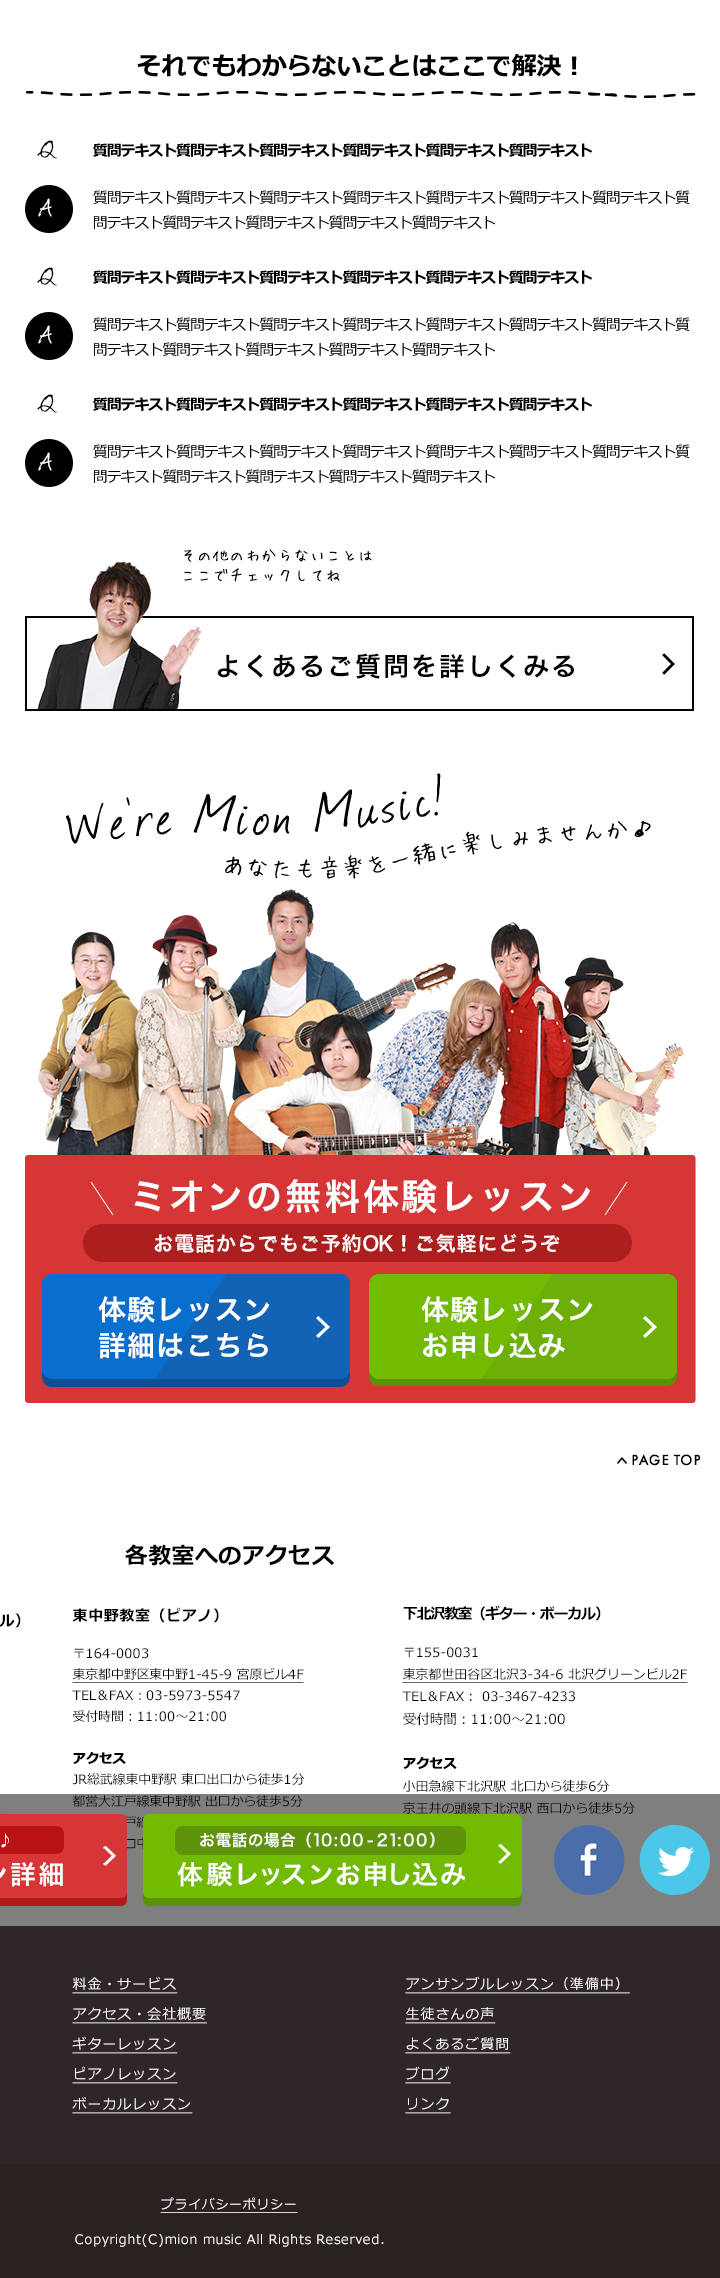 それでもわからないことはここで解決！
Q
質問テキスト質問テキスト質問テキスト質問テキスト質問テキスト質問テキスト
A
質問テキスト質問テキスト質問テキスト質問テキスト質問テキスト質問テキスト質問テキスト質
問テキスト質問テキスト質問テキスト質問テキスト質問テキスト
Q
質問テキスト質問テキスト質問テキスト質問テキスト質問テキスト質問テキスト
A
質問テキスト質問テキスト質問テキスト質問テキスト質問テキスト質問テキスト質問テキスト質
問テキスト質問テキスト質問テキスト質問テキスト質問テキスト
Q
質問テキスト質問テキスト質問テキスト質問テキスト質問テキスト質問テキスト
A
質問テキスト質問テキスト質問テキスト質問テキスト質問テキスト質問テキスト質問テキスト質
問テキスト質問テキスト質問テキスト質問テキスト質問テキスト
その他のわからないことは
ここでチェックしてね
よくあるご質問を詳しくみる
We're Mion Music!
あなたも音楽を一緒に楽しみませんか♪
ミオンの無料体験レッスン
お電話からでもご予約OK！ご気軽にどうぞ
体験レッスン
詳細はこちら
体験レッスン
お申し込み
PAGE TOP
各教室へのアクセス
ル）
東中野教室（ピアノ）
〒164-0003
東京都中野区東中野1-45-9 宮原ビル4F
TEL＆FAX：03-5973-5547
受付時間：11:00～21:00
アクセス
JR総武線東中野駅 東口出口から徒歩1分
都営大江戸線東中野駅 出口から徒歩5分
下北沢教室（ギター・ボーカル）
〒155-0031
東京都世田谷区北沢3-34-6 北沢グリーンビル2F
TEL＆FAX： 03-3467-4233
受付時間：11:00～21:00
アクセス
小田急線下北沢駅 北口から徒歩6分
京王井の頭線下北沢駅 西口から徒歩5分
♪
ン詳細
お電話の場合（10:00-21:00）
体験レッスンお申し込み
f
料金・サービス
アクセス・会社概要
ギターレッスン
ピアノレッスン
ボーカルレッスン
アンサンブルレッスン（準備中）
生徒さんの声
よくあるご質問
ブログ
リンク
プライバシーポリシー
Copyright(C)mion music All Rights Reserved.